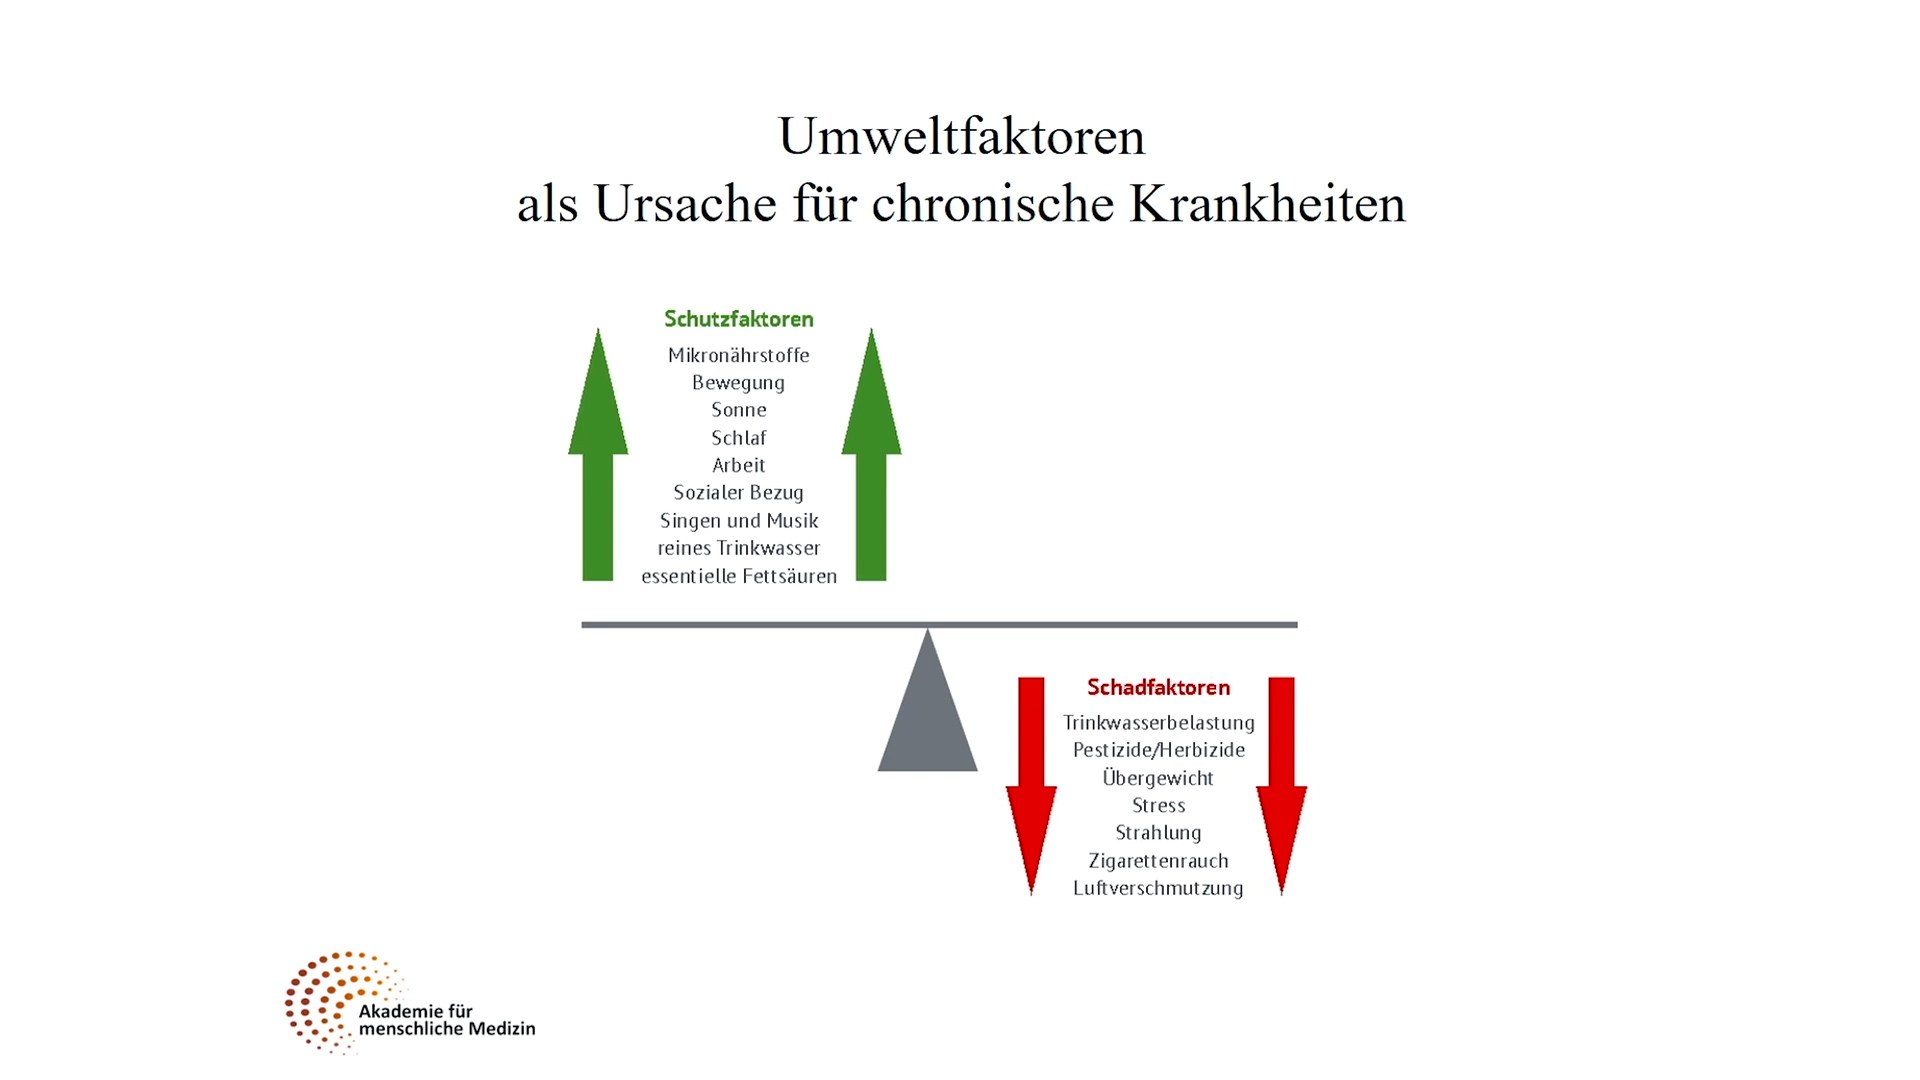 Umweltfaktoren
als Ursache für chronische Krankheiten
Schutzfaktoren
Mikronährstoffe
Bewegung
Sonne
Schlaf
Arbeit
Sozialer Bezug
Singen und Musik
reines Trinkwasser
essentielle Fettsäuren
Schadfaktoren
Trinkwasserbelastung
Pestizide/Herbizide
Übergewicht
Stress
Strahlung
Zigarettenrauch
Luftverschmutzung
Akademie für
menschliche Medizin